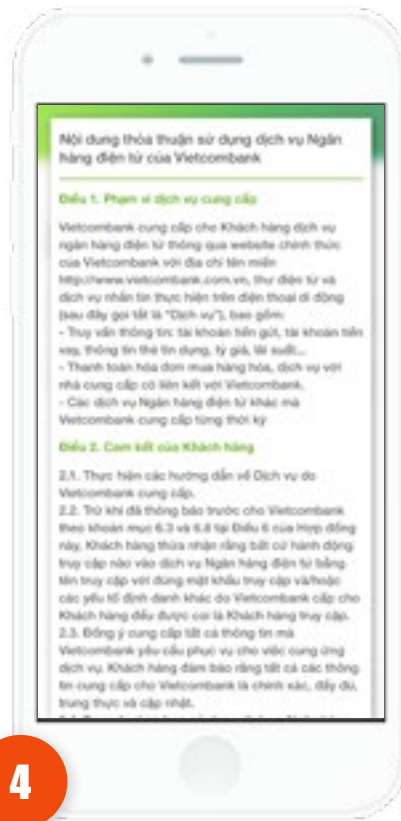 Nội dung thỏa thuận sử dụng dịch vụ Ngân
hàng điện tử của Vietcombank
Điều 1. Phạm vi dịch vụ cung cấp
Vietcombank cung cấp cho Khách hàng dịch vụ
ngân hàng điện tử thông qua website chính thức
của Vietcombank với địa chỉ tên miền
http://www.vietcombank.com.vn, thư điện tử và
dịch vụ nhắn tin thực hiện trên điện thoại di động
(sau đây gọi tắt là "Dịch vụ"), bao gồm:
- Truy vấn thông tin: tài khoản tiền gửi, tài khoản tiền
vay, thông tin thẻ tín dụng, tỷ giá, lãi suất...
- Thanh toán hóa đơn mua hàng hóa, dịch vụ với
nhà cung cấp có liên kết với Vietcombank.
- Các dịch vụ Ngân hàng điện tử khác mà
Vietcombank cung cấp từng thời kỳ
Điều 2. Cam kết của Khách hàng
2.1. Thực hiện các hướng dẫn về Dịch vụ do
Vietcombank cung cấp.
2.2. Trừ khi đã thông báo trước cho Vietcombank
theo khoản mục 6.3 và 6.8 tại Điều 6 của Hợp đồng
này, Khách hàng thừa nhận rằng bất cứ hành động
truy cập nào vào dịch vụ Ngân hàng điện tử bằng
tên truy cập với đúng mật khẩu truy cập và/hoặc
các yếu tố định danh khác do Vietcombank cấp cho
Khách hàng đều được coi là Khách hàng truy cập.
2.3. Đồng ý cung cấp tất cả thông tin mà
Vietcombank yêu cầu phục vụ cho việc cung ứng
dịch vụ. Khách hàng đảm bảo rằng tất cả các thông
tin cung cấp cho Vietcombank là chính xác, đầy đủ,
trung thực và cập nhật.
4